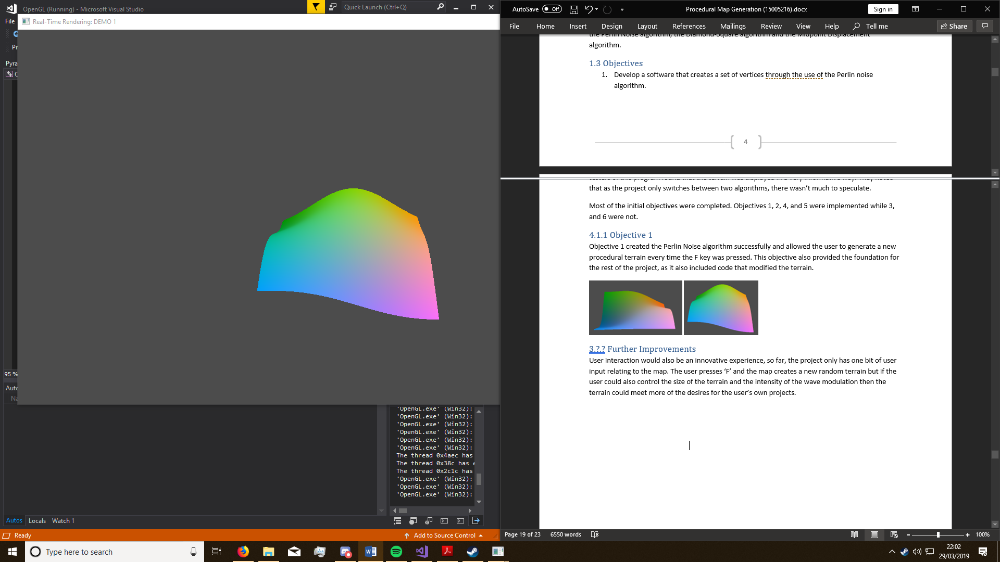 OpenGL (Running) - Microsoft Visual Studio
Quick Launch (Ctrl+Q)
File
Real-Time Rendering: DEMO 1
Pr
Pyra
95 %
Auto
Na
'OpenGL.exe' (Win32):
'OpenGL.exe' (Win32):
'OpenGL.exe' (Win32):
'OpenGL.exe' (Win32):
'OpenGL.exe' (Win32):
'OpenGL.exe' (Win32):
The thread 0x4aec has
The thread 0x38c has e
The thread 0x2c1c has
'OpenGL.exe' (Win32):
'OpenGL.exe' (Win32):
'OpenGL.exe' (Win32):
Autos Locals Watch 1
Ready
Add to Source Control
AutoSave Off
Procedural Map Generation (15005216).docx
Sign in
File Home Insert Design Layout References Mailings Review View Help Tell me Share
the Perlin Noise algorithm, the Diamond-Square algorithm and the Midpoint Displacement
algorithm.
1.3 Objectives
1. Develop a software that creates a set of vertices through the use of the Perlin noise
algorithm.
4
that as the project only switches between two algorithms, there wasn't much to speculate.
Most of the initial objectives were completed. Objectives 1, 2, 4, and 5 were implemented while 3,
and 6 were not.
4.1.1 Objective 1
Objective 1 created the Perlin Noise algorithm successfully and allowed the user to generate a new
procedural terrain every time the F key was pressed. This objective also provided the foundation for
the rest of the project, as it also included code that modified the terrain.
3.?.? Further Improvements
User interaction would also be an innovative experience, so far, the project only has one bit of user
input relating to the map. The user presses ‘F’ and the map creates a new random terrain but if the
user could also control the size of the terrain and the intensity of the wave modulation then the
terrain could meet more of the desires for the user’s own projects.
Page 19 of 23 6550 words
100%
Type here to search
22:02
29/03/2019